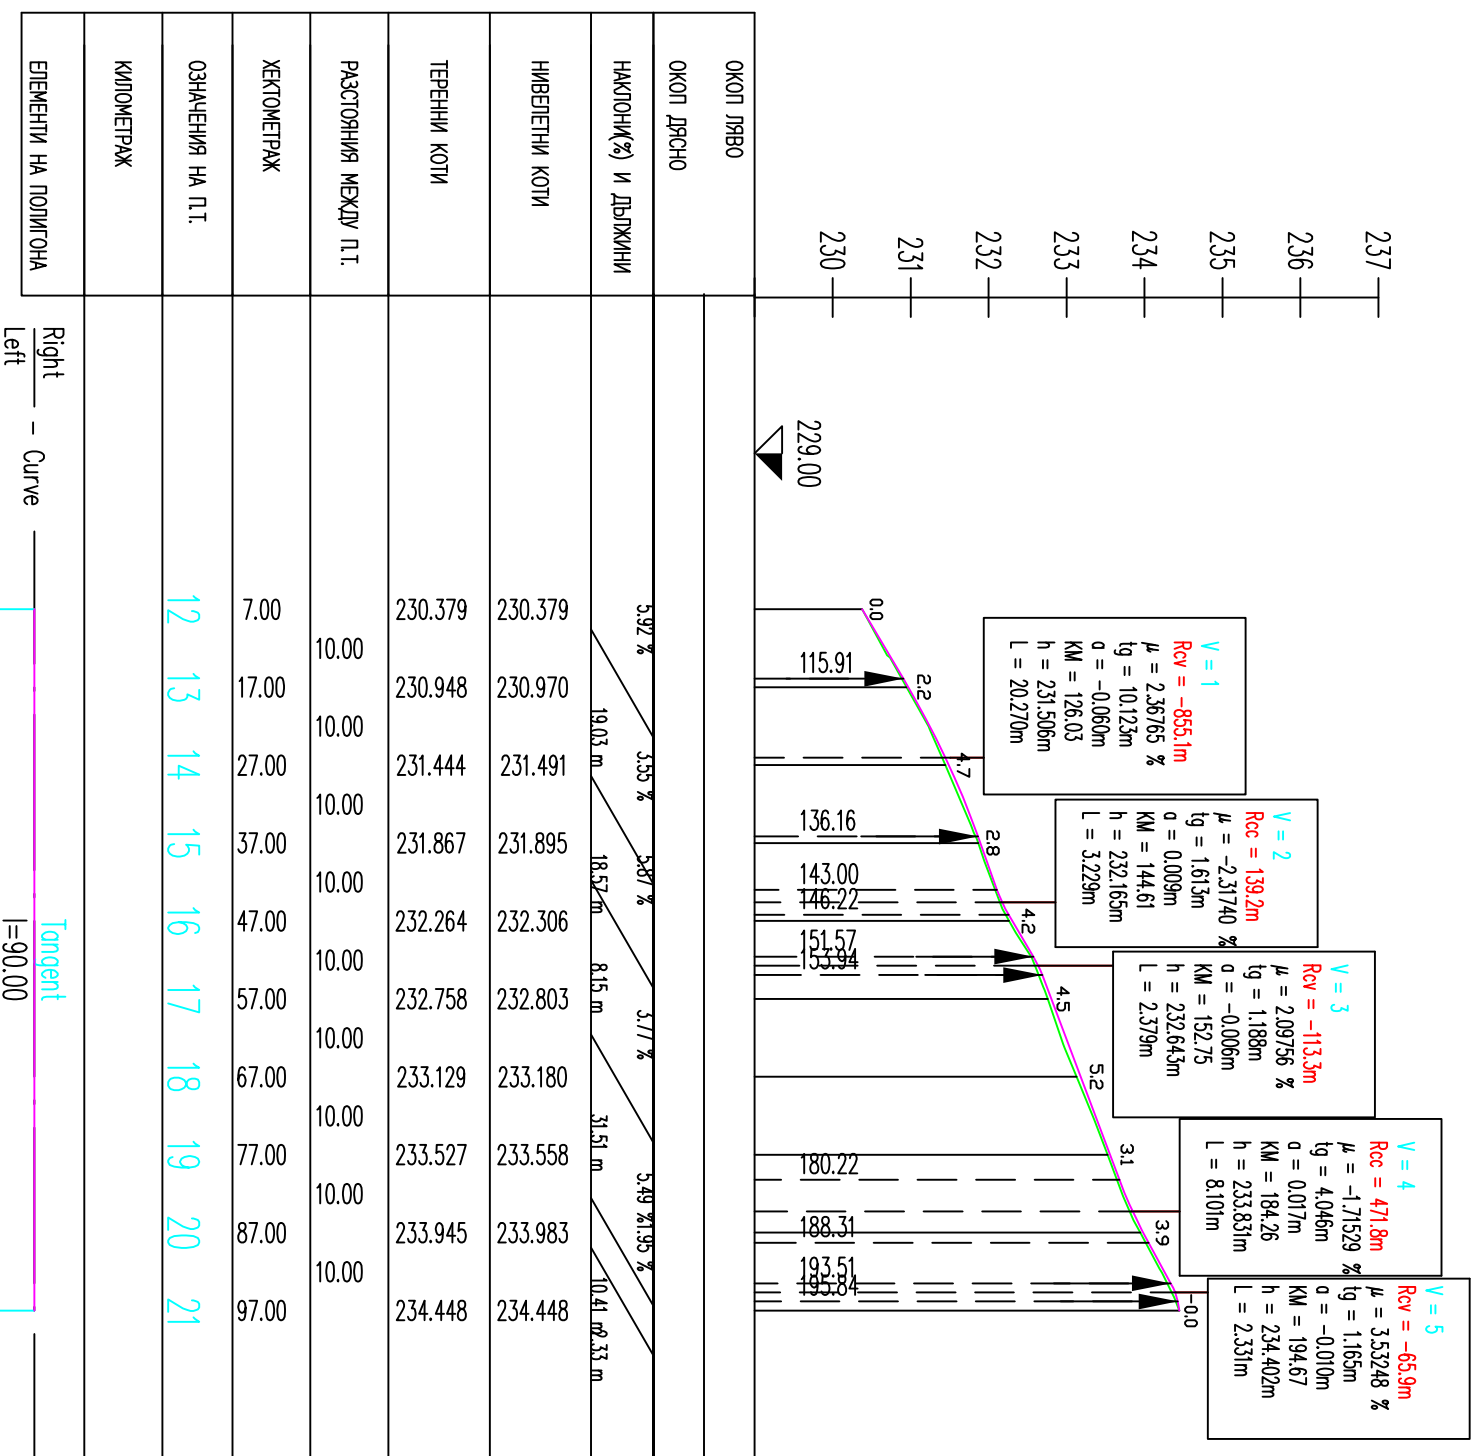 V = 1
Rcv = -855.1m
μ = 2.36765 %
tg = 10.123m
a = -0.060m
KM = 126.03
h = 231.506m
L = 20.270m
V = 2
Rcc = 139.2m
μ = -2.31740 %
tg = 1.613m
a = 0.009m
KM = 144.61
h = 232.165m
L = 3.229m
V = 3
Rcv = -113.3m
μ = 2.09756 %
tg = 1.188m
a = -0.006m
KM = 152.75
h = 232.643m
L = 2.379m
V = 4
Rcc = 471.8m
μ = -1.71529 %
tg = 4.046m
a = 0.017m
KM = 184.26
h = 233.831m
L = 8.101m
V = 5
Rcv = -65.9m
μ = 3.53248 %
tg = 1.165m
a = -0.010m
KM = 194.67
h = 234.402m
L = 2.331m
237
236
235
234
233
232
231
230
229.00
0.0 2.2 4.7 2.8 4.2 4.5 5.2 3.1 3.9 -0.0
115.91 136.16 143.00 146.22 151.57 153.94 180.22 188.31 193.51 195.84
ОКОП ЛЯВО
ОКОП ДЯСНО
НАКЛОНИ(%) И ДЪЛЖИНИ
5.92 % 3.55 % 5.87 % 3.77 % 5.49 % 1.95 %
19.03 m 18.57 m 8.15 m 31.51 m 10.41 m 2.33 m
НИВЕЛЕТНИ КОТИ
230.379 230.970 231.491 231.895 232.306 232.803 233.180 233.558 233.983 234.448
ТЕРЕННИ КОТИ
230.379 230.948 231.444 231.867 232.264 232.758 233.129 233.527 233.945 234.448
РАЗСТОЯНИЯ МЕЖДУ П.Т.
10.00 10.00 10.00 10.00 10.00 10.00 10.00 10.00 10.00
ХЕКТОМЕТРАЖ
7.00 17.00 27.00 37.00 47.00 57.00 67.00 77.00 87.00 97.00
ОЗНАЧЕНИЯ НА П.Т.
12 13 14 15 16 17 18 19 20 21
КИЛОМЕТРАЖ
ЕЛЕМЕНТИ НА ПОЛИГОНА
Right
Left
- Curve
Tangent
l=90.00